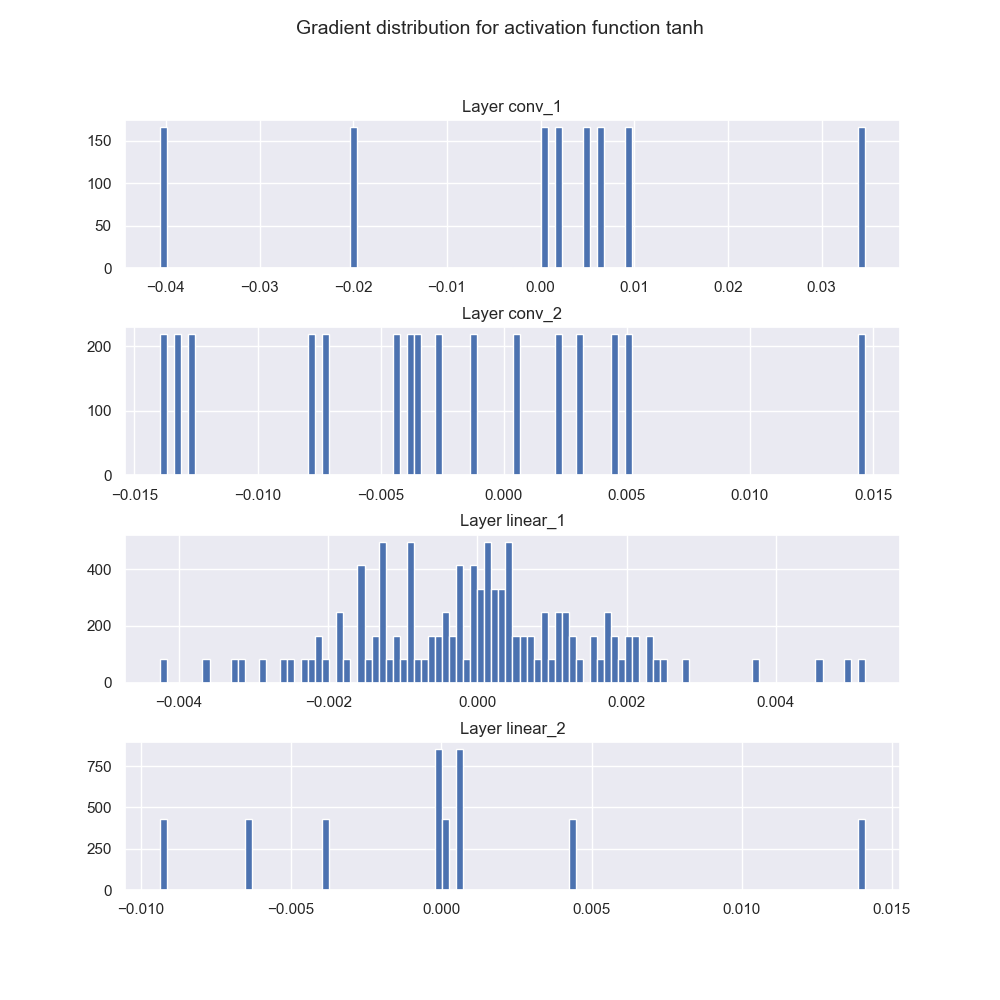 Gradient distribution for activation function tanh
Layer conv_1
150
100
50
0
−0.04 −0.03 −0.02 −0.01 0.00 0.01 0.02 0.03
Layer conv_2
200
100
0
−0.015 −0.010 −0.005 0.000 0.005 0.010 0.015
Layer linear_1
400
200
0
−0.004 −0.002 0.000 0.002 0.004
Layer linear_2
750
500
250
0
−0.010 −0.005 0.000 0.005 0.010 0.015